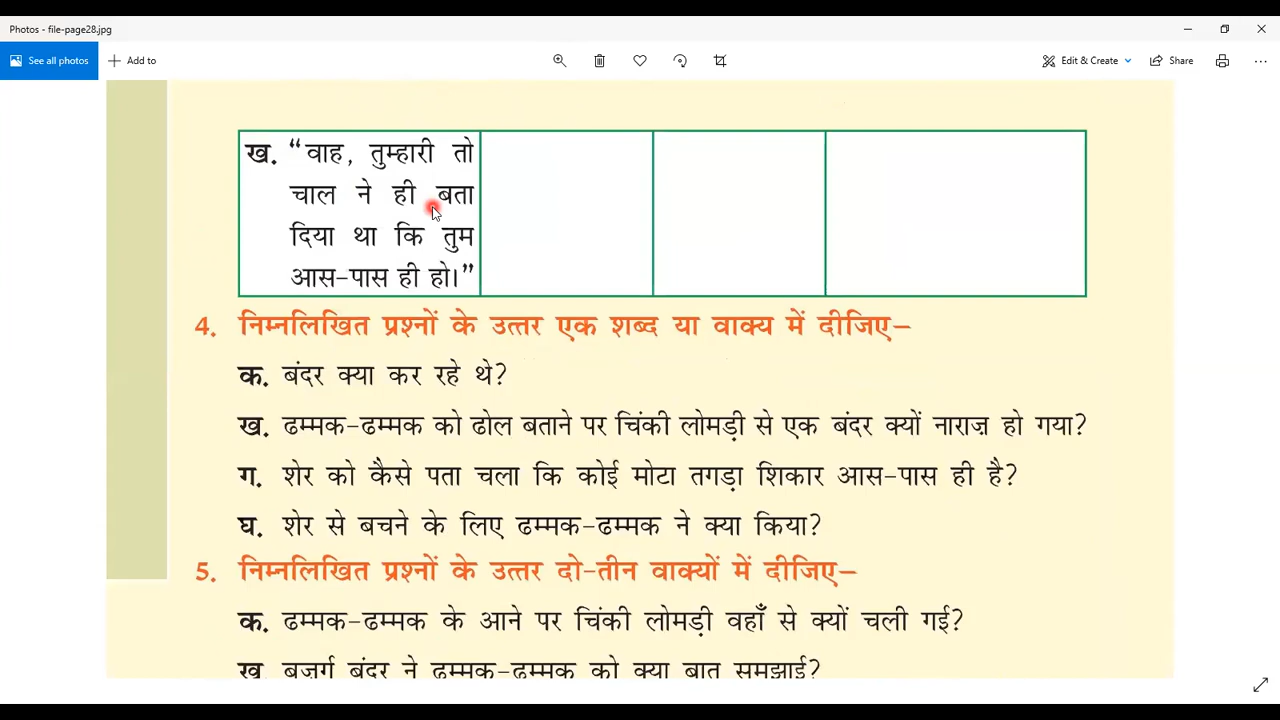 Photos - file-page28.jpg
See all photos
Add to
Edit & Create
Share
ख. “वाह, तुम्हारी तो
चाल ने ही बता
दिया था कि तुम
आस-पास ही हो।”
4. निम्नलिखित प्रश्नों के उत्तर एक शब्द या वाक्य में दीजिए—
क. बंदर क्या कर रहे थे?
ख. ढम्मक-ढम्मक को ढोल बताने पर चिंकी लोमड़ी से एक बंदर क्यों नाराज़ हो गया?
ग. शेर को कैसे पता चला कि कोई मोटा तगड़ा शिकार आस-पास ही है?
घ. शेर से बचने के लिए ढम्मक-ढम्मक ने क्या किया?
5. निम्नलिखित प्रश्नों के उत्तर दो-तीन वाक्यों में दीजिए—
क. ढम्मक-ढम्मक के आने पर चिंकी लोमड़ी वहाँ से क्यों चली गई?
ख. बुजुर्ग बंदर ने ढम्मक-ढम्मक को क्या बात समझाई?